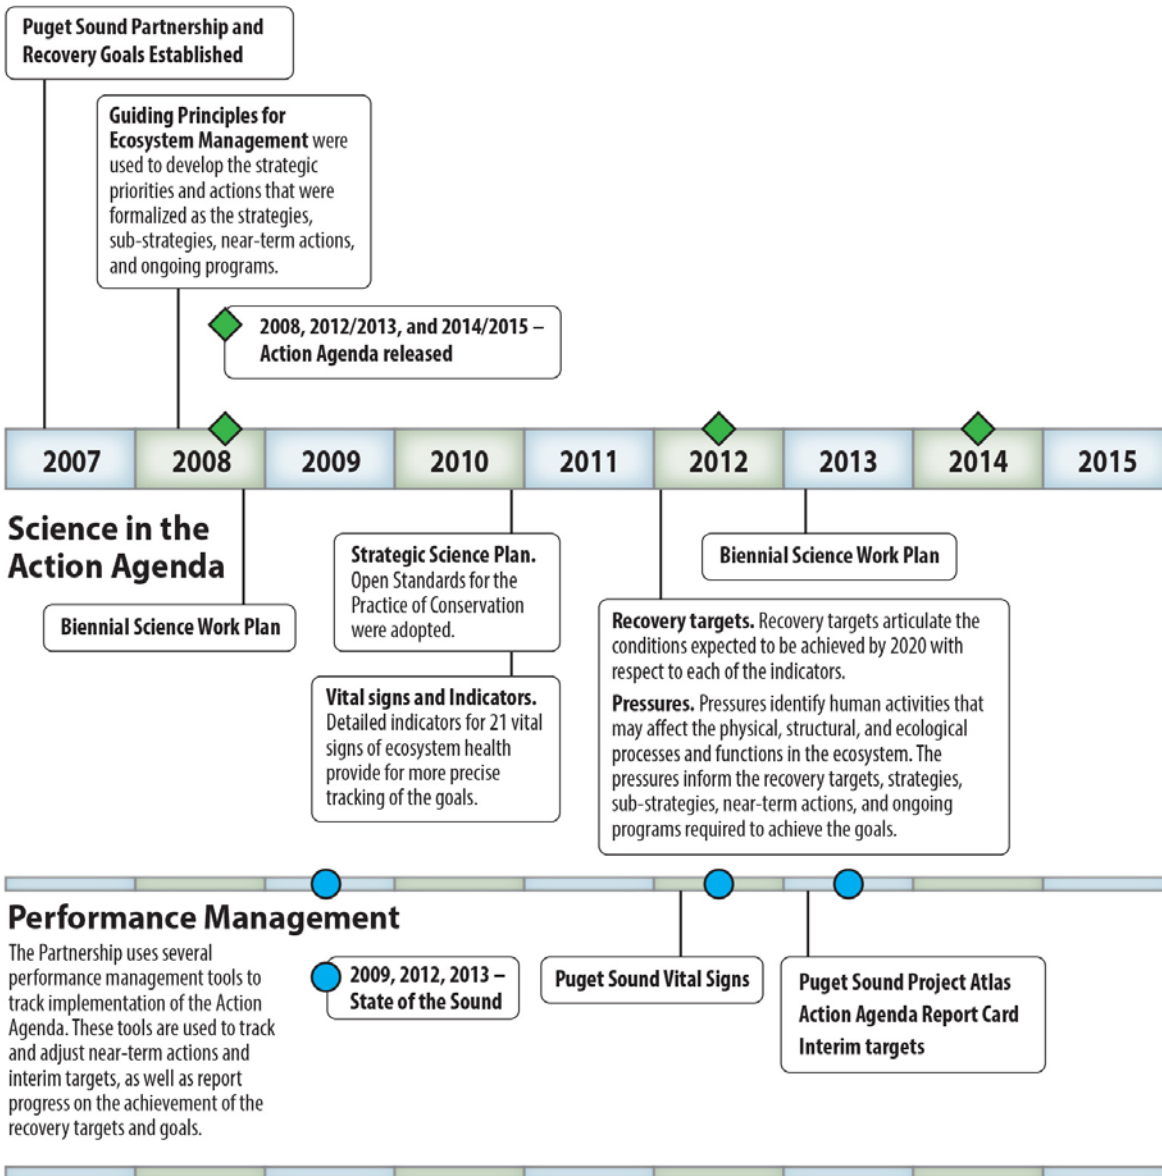 Puget Sound Partnership and
Recovery Goals Established
Guiding Principles for
Ecosystem Management were
used to develop the strategic
priorities and actions that were
formalized as the strategies,
sub-strategies, near-term actions,
and ongoing programs.
2008, 2012/2013, and 2014/2015 –
Action Agenda released
2007 2008 2009 2010 2011 2012 2013 2014 2015
Science in the
Action Agenda
Biennial Science Work Plan
Strategic Science Plan.
Open Standards for the
Practice of Conservation
were adopted.
Vital signs and Indicators.
Detailed indicators for 21 vital
signs of ecosystem health
provide for more precise
tracking of the goals.
Biennial Science Work Plan
Recovery targets. Recovery targets articulate the
conditions expected to be achieved by 2020 with
respect to each of the indicators.
Pressures. Pressures identify human activities that
may affect the physical, structural, and ecological
processes and functions in the ecosystem. The
pressures inform the recovery targets, strategies,
sub-strategies, near-term actions, and ongoing
programs required to achieve the goals.
Performance Management
The Partnership uses several
performance management tools to
track implementation of the Action
Agenda. These tools are used to track
and adjust near-term actions and
interim targets, as well as report
progress on the achievement of the
recovery targets and goals.
2009, 2012, 2013 –
State of the Sound
Puget Sound Vital Signs
Puget Sound Project Atlas
Action Agenda Report Card
Interim targets